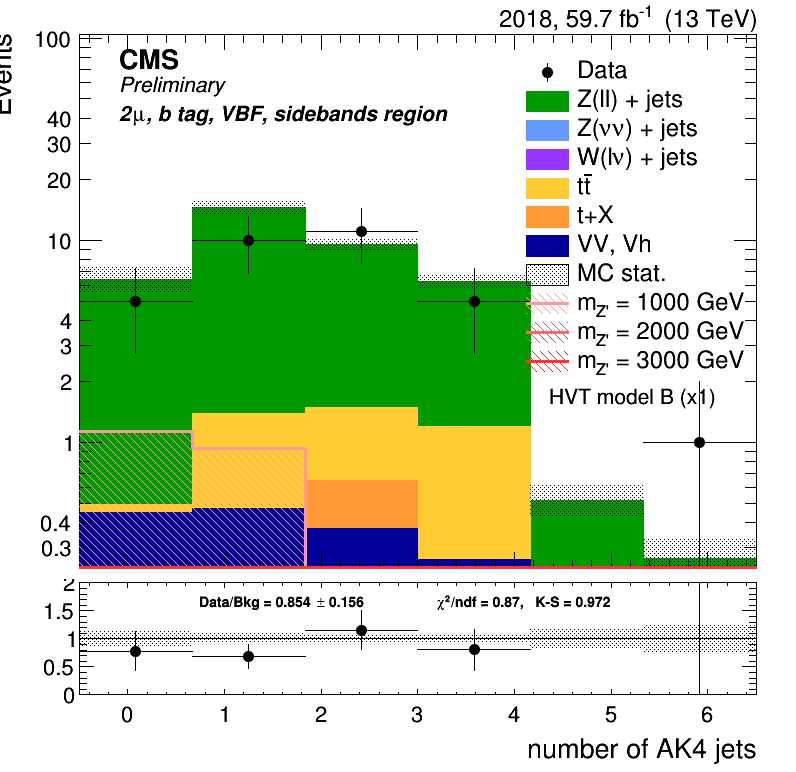 2018, 59.7 fb⁻¹ (13 TeV)
Events
CMS
Preliminary
2μ, b tag, VBF, sidebands region
Data
Z(ll) + jets
Z(νν) + jets
W(lν) + jets
tt̄
t+X
VV, Vh
MC stat.
m_Z' = 1000 GeV
m_Z' = 2000 GeV
m_Z' = 3000 GeV
HVT model B (x1)
100
40
30
20
10
4
3
2
1
0.4
0.3
Data/Bkg = 0.854 ± 0.156
χ²/ndf = 0.87, K-S = 0.972
2
1.5
1
0.5
0
0 1 2 3 4 5 6
number of AK4 jets